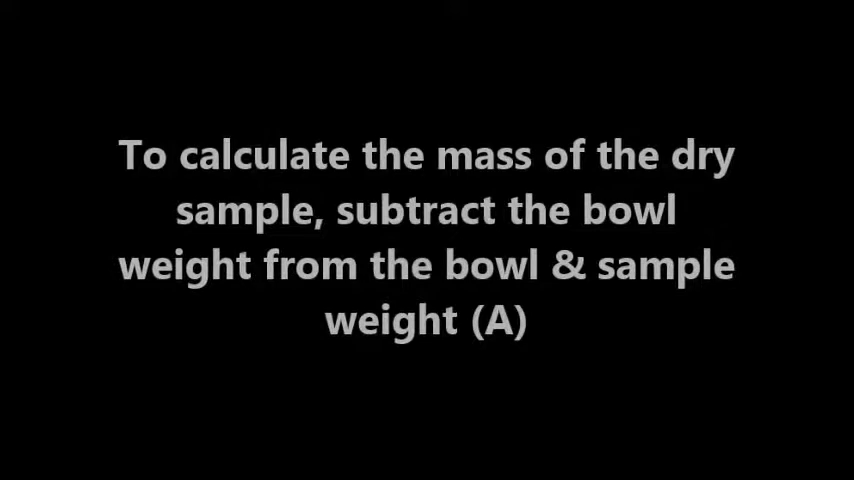 To calculate the mass of the dry
sample, subtract the bowl
weight from the bowl & sample
weight (A)